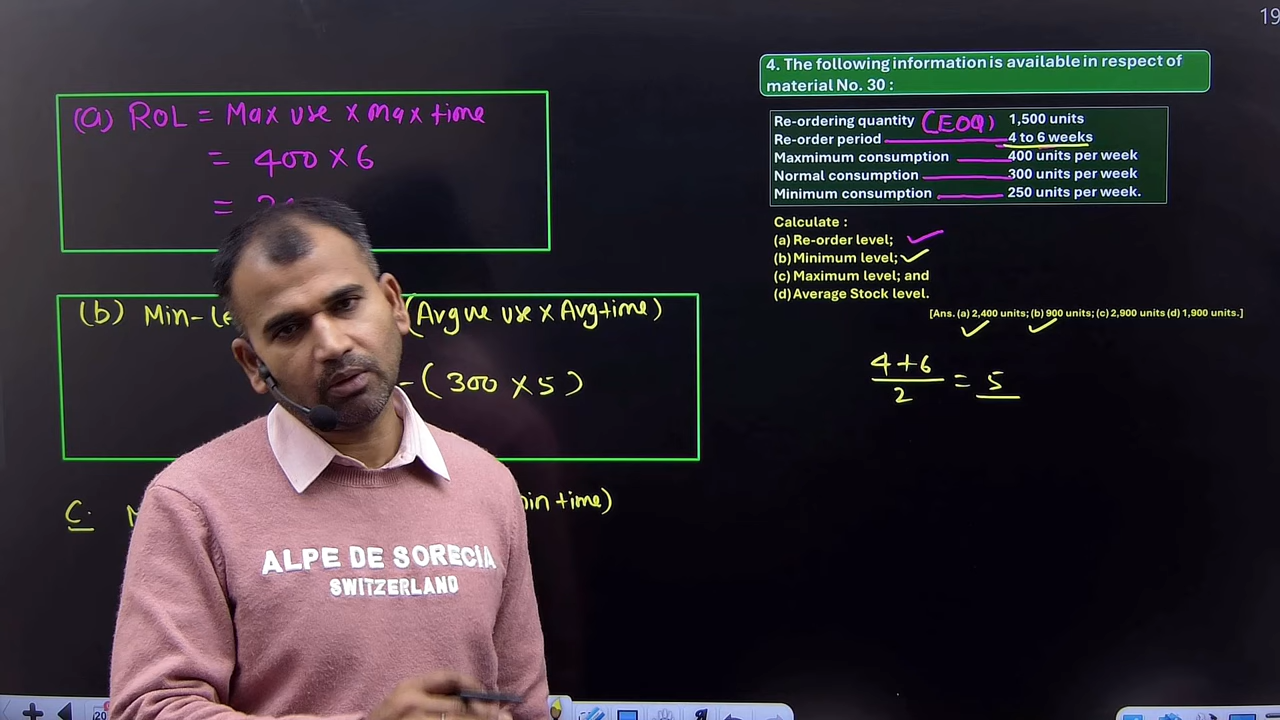 19
4. The following information is available in respect of
material No. 30 :
(a) ROL = Max use x max time
= 400 x 6
=
Re-ordering quantity (EOQ) 1,500 units
Re-order period 4 to 6 weeks
Maxmimum consumption 400 units per week
Normal consumption 300 units per week
Minimum consumption 250 units per week.
Calculate :
(a) Re-order level;
(b) Minimum level;
(c) Maximum level; and
(d) Average Stock level.
[Ans. (a) 2,400 units; (b) 900 units; (c) 2,900 units (d) 1,900 units.]
(b) Min- (Avgue use x Avg time)
- (300 x 5)
4+6
2
= 5
C. time)
ALPE DE SORECIA
SWITZERLAND